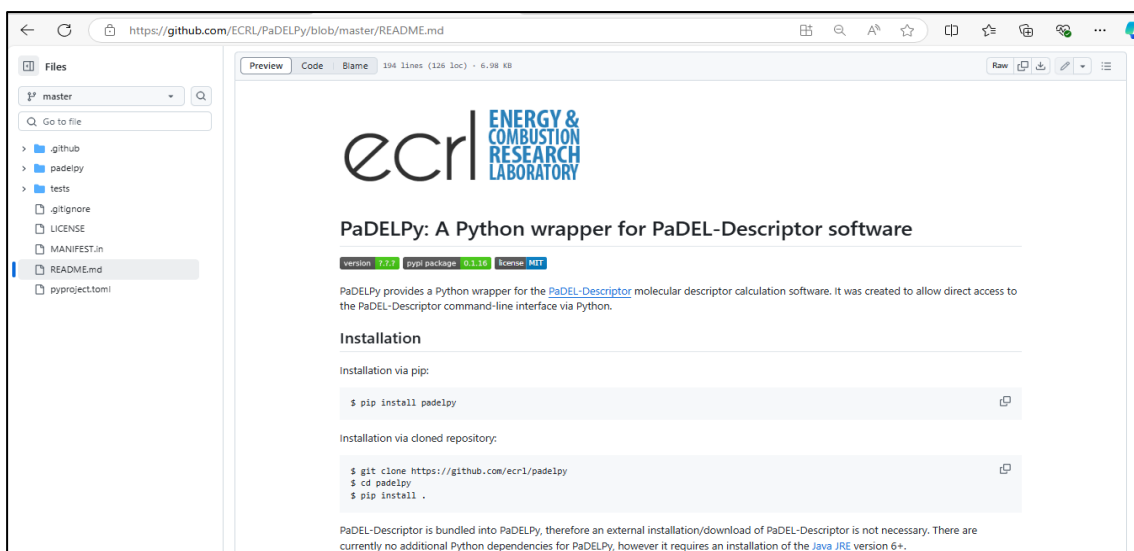 https://github.com/ECRL/PaDELPy/blob/master/README.md
Files
master
Go to file
.github
padelpy
tests
.gitignore
LICENSE
MANIFEST.in
README.md
pyproject.toml
Preview Code Blame 194 lines (126 loc) · 6.98 KB Raw
ecrl ENERGY &
COMBUSTION
RESEARCH
LABORATORY
PaDELPy: A Python wrapper for PaDEL-Descriptor software
version ?.?.? pypi package 0.1.16 license MIT
PaDELPy provides a Python wrapper for the PaDEL-Descriptor molecular descriptor calculation software. It was created to allow direct access to
the PaDEL-Descriptor command-line interface via Python.
Installation
Installation via pip:
$ pip install padelpy
Installation via cloned repository:
$ git clone https://github.com/ecrl/padelpy
$ cd padelpy
$ pip install .
PaDEL-Descriptor is bundled into PaDELPy, therefore an external installation/download of PaDEL-Descriptor is not necessary. There are
currently no additional Python dependencies for PaDELPy, however it requires an installation of the Java JRE version 6+.